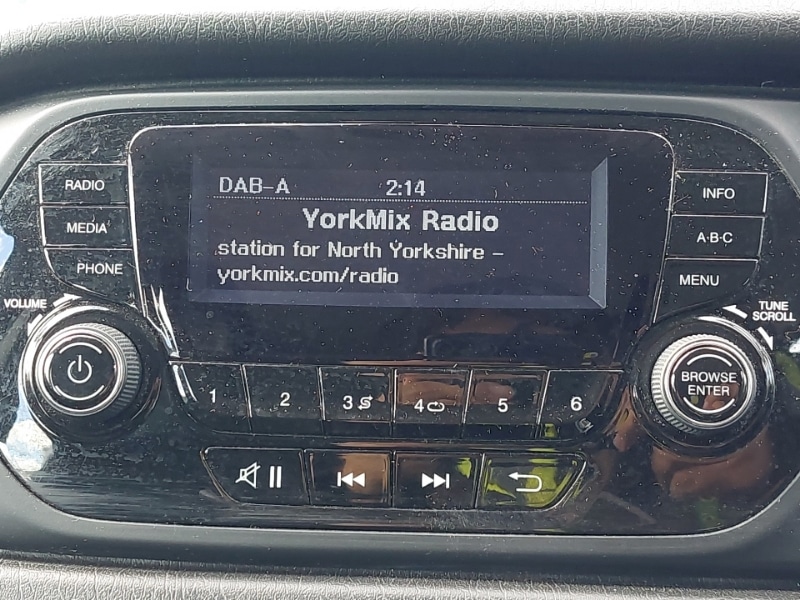 DAB-A 2:14
YorkMix Radio
station for North Yorkshire –
yorkmix.com/radio
RADIO
MEDIA
PHONE
VOLUME
INFO
A·B·C
MENU
TUNE
SCROLL
BROWSE
ENTER
1 2 3 4 5 6